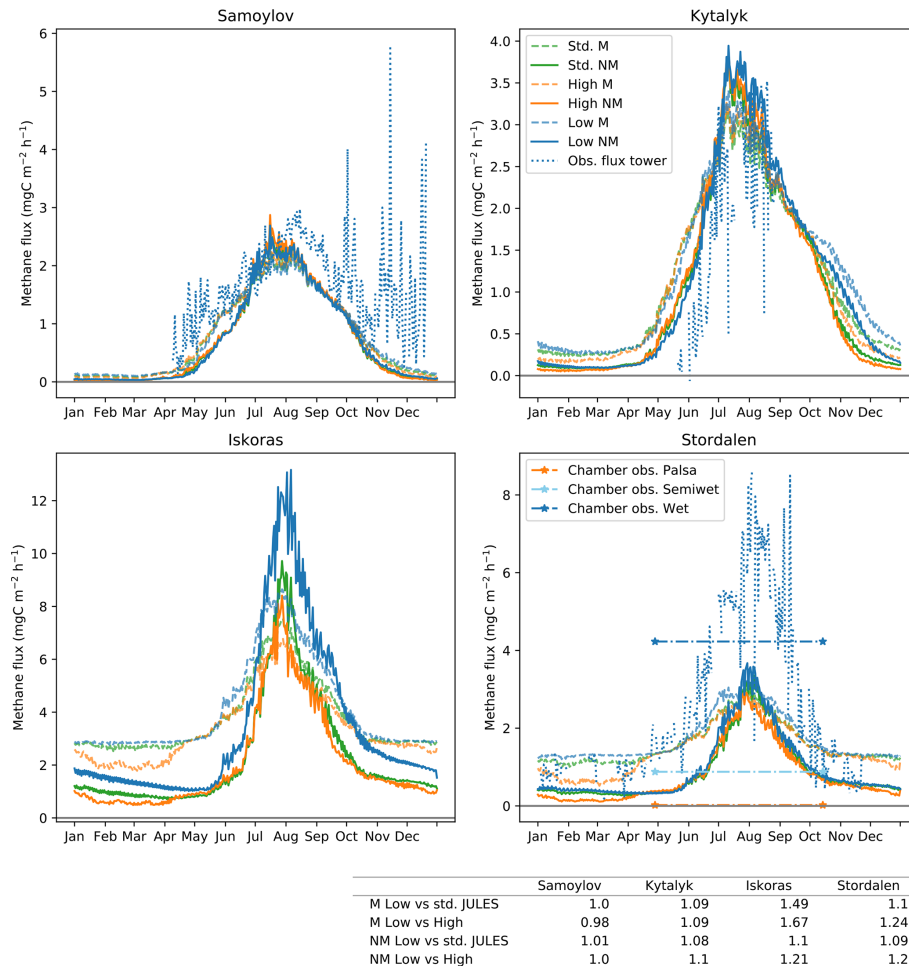 Samoylov
Kytalyk
6
5
4
3
2
1
0
Methane flux (mgC m⁻² h⁻¹)
Jan Feb Mar Apr May Jun Jul Aug Sep Oct Nov Dec
4.0
3.5
3.0
2.5
2.0
1.5
1.0
0.5
0.0
Methane flux (mgC m⁻² h⁻¹)
Std. M
Std. NM
High M
High NM
Low M
Low NM
Obs. flux tower
Jan Feb Mar Apr May Jun Jul Aug Sep Oct Nov Dec
Iskoras
Stordalen
12
10
8
6
4
2
0
Methane flux (mgC m⁻² h⁻¹)
Jan Feb Mar Apr May Jun Jul Aug Sep Oct Nov Dec
8
6
4
2
0
Methane flux (mgC m⁻² h⁻¹)
Chamber obs. Palsa
Chamber obs. Semiwet
Chamber obs. Wet
Jan Feb Mar Apr May Jun Jul Aug Sep Oct Nov Dec
Samoylov Kytalyk Iskoras Stordalen
M Low vs std. JULES 1.0 1.09 1.49 1.1
M Low vs High 0.98 1.09 1.67 1.24
NM Low vs std. JULES 1.01 1.08 1.1 1.09
NM Low vs High 1.0 1.1 1.21 1.2